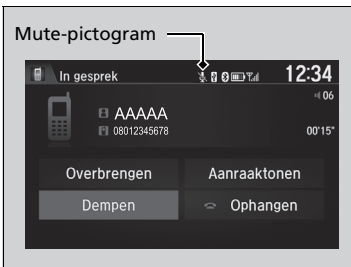 Mute-pictogram
In gesprek 12:34
06
AAAAA
08012345678 00'15"
Overbrengen Aanraaktonen
Dempen Ophangen